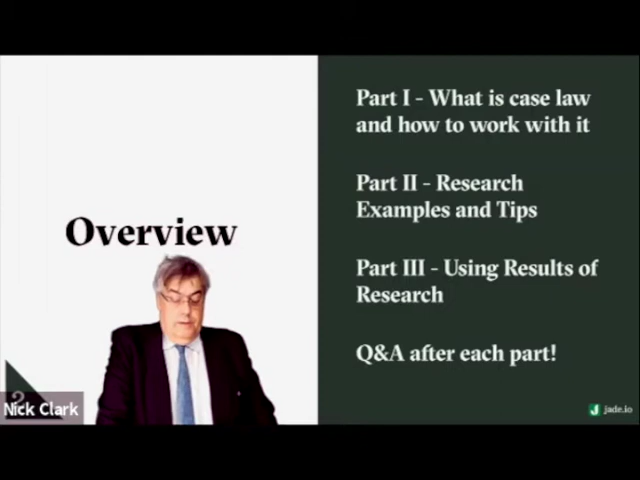 Overview
Part I - What is case law
and how to work with it
Part II - Research
Examples and Tips
Part III - Using Results of
Research
Q&A after each part!
2
Nick Clark
jade.io